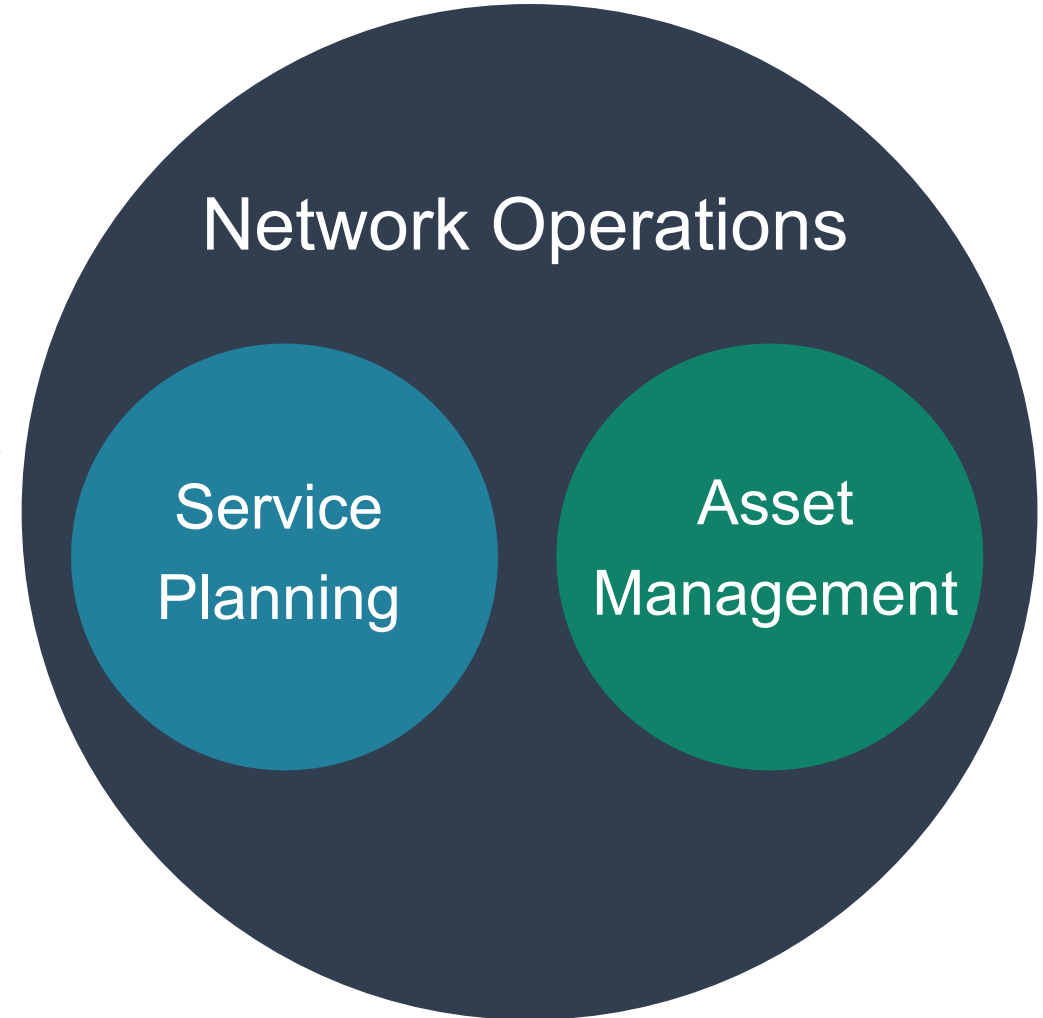 Network Operations
Service
Planning
Asset
Management